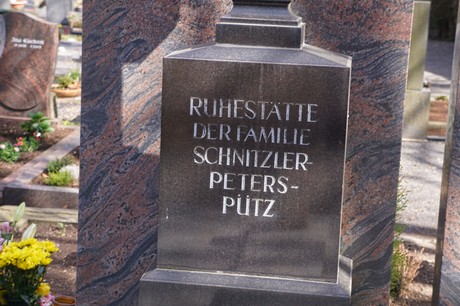 RUHESTÄTTE
DER FAMILIE
SCHNITZLER-
PETERS-
PÜTZ